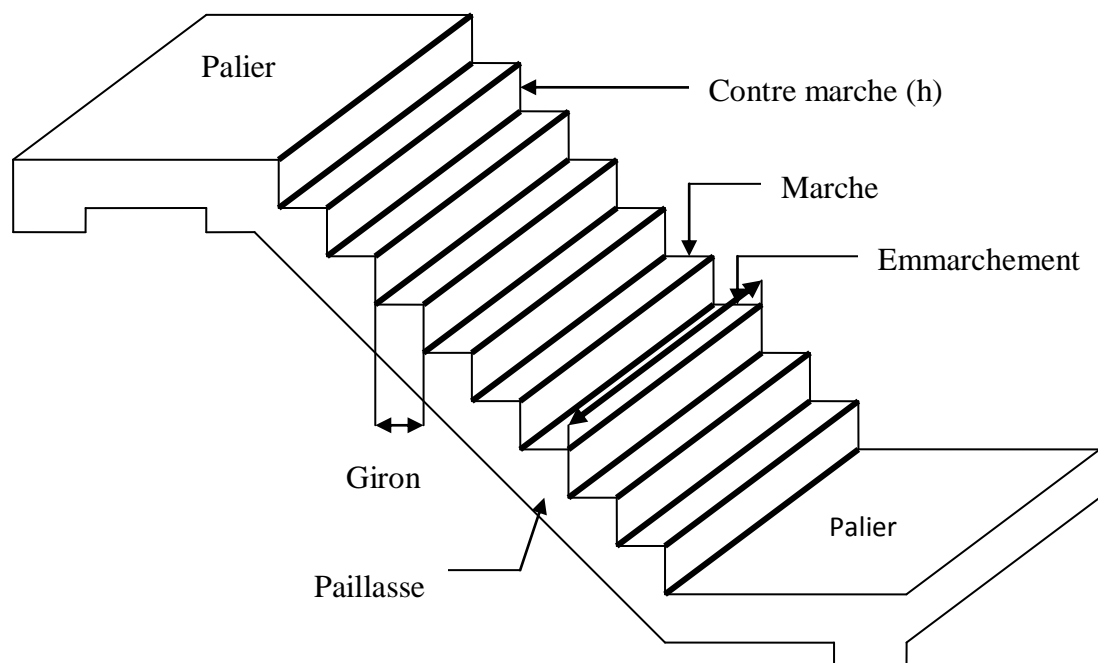 Palier
Contre marche (h)
Marche
Emmarchement
Giron
Palier
Paillasse